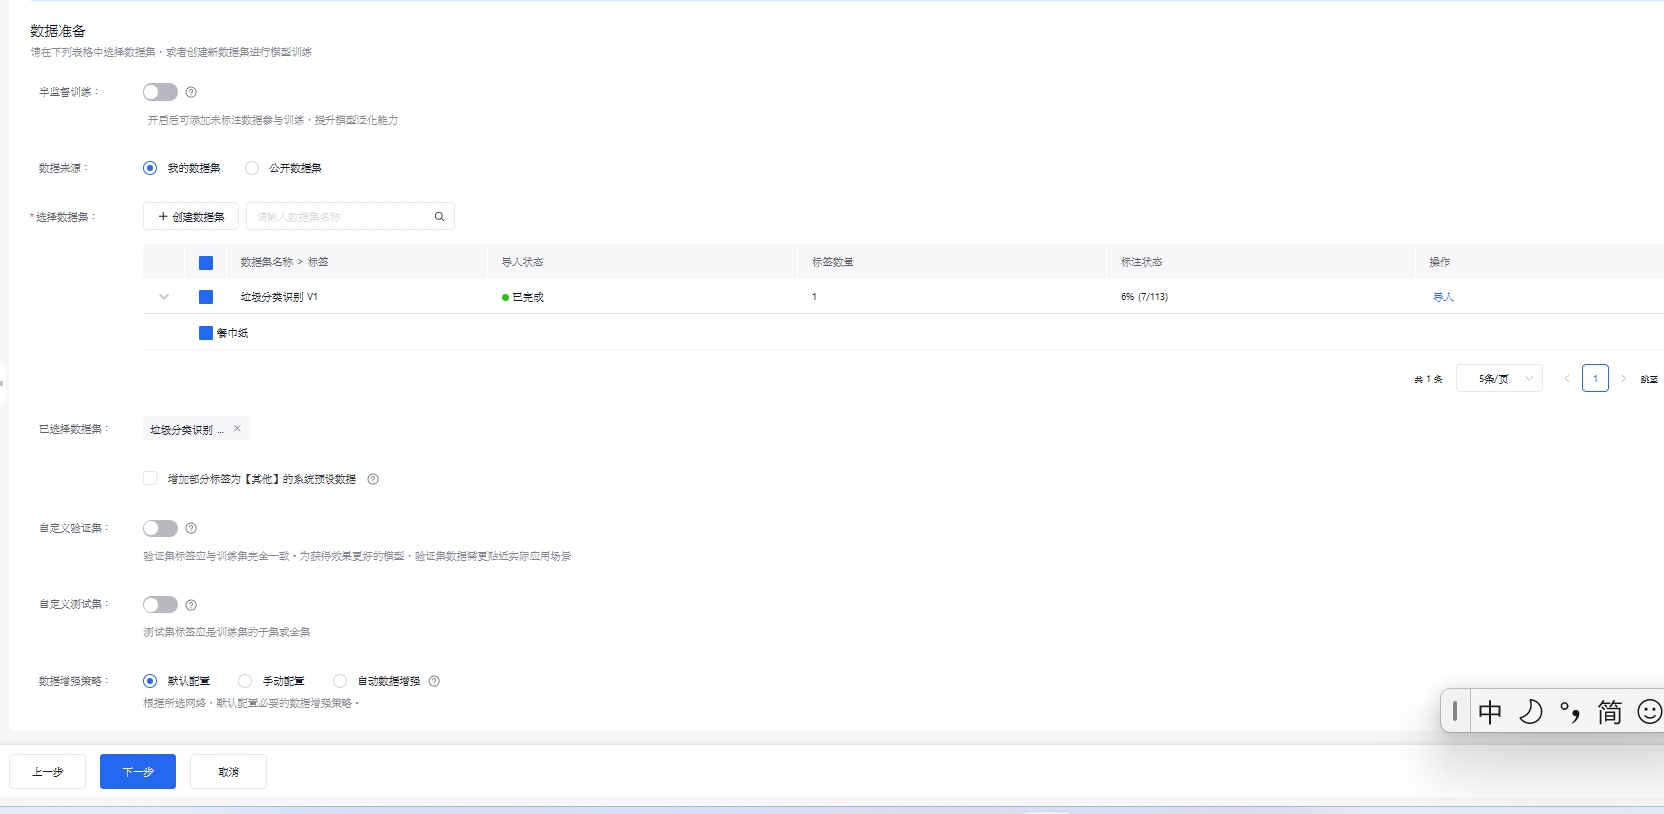 数据准备
请在下列表格中选择数据集，或者创建新数据集进行模型训练
半监督训练：
开启后可添加未标注数据参与训练，提升模型泛化能力
数据来源： 我的数据集 公开数据集
*选择数据集： + 创建数据集 请输入数据集名称
数据集名称 > 标签 导入状态 标签数量 标注状态 操作
垃圾分类识别 V1 已完成 1 6% (7/113) 导入
餐巾纸
共 1 条 5条/页 < 1 > 跳至
已选择数据集： 垃圾分类识别 ... ×
增加部分标签为【其他】的系统预设数据
自定义验证集：
验证集标签应与训练集完全一致。为获得效果更好的模型，验证集数据需更贴近实际应用场景
自定义测试集：
测试集标签应是训练集的子集或全集
数据增强策略： 默认配置 手动配置 自动数据增强
根据所选网络，默认配置必要的数据增强策略。
中 °, 简
上一步 下一步 取消